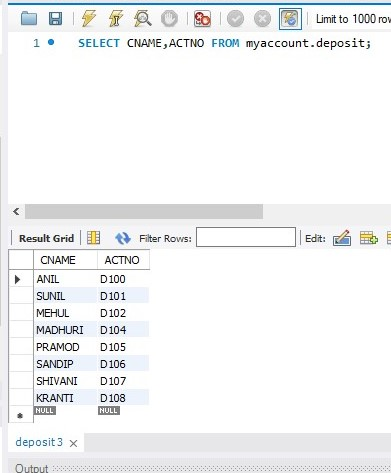 Limit to 1000 rov
1 SELECT CNAME,ACTNO FROM myaccount.deposit;
Result Grid Filter Rows: Edit:
CNAME ACTNO
ANIL D100
SUNIL D101
MEHUL D102
MADHURI D104
PRAMOD D105
SANDIP D106
SHIVANI D107
KRANTI D108
NULL NULL
deposit 3 ×
Output